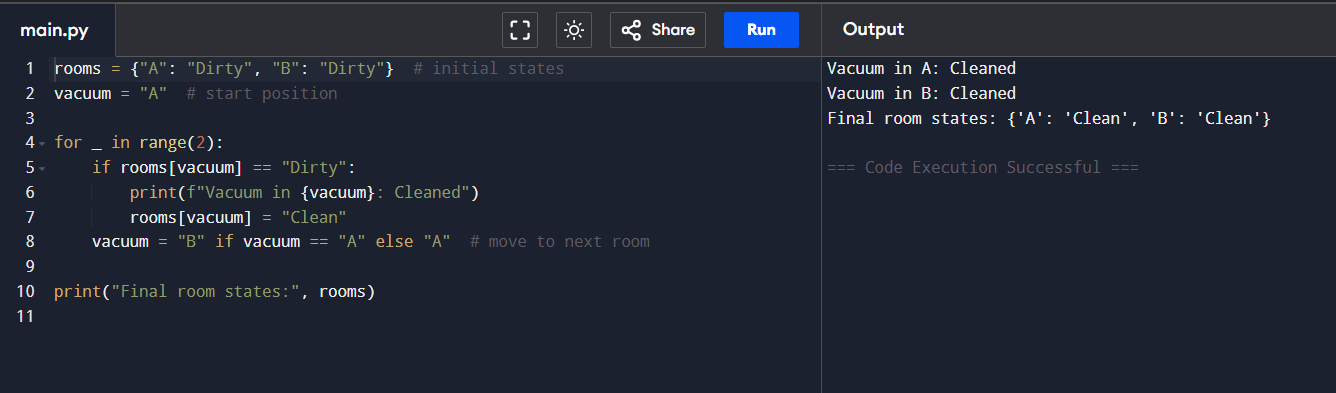 main.py
Share
Run
Output
1 rooms = {"A": "Dirty", "B": "Dirty"}  # initial states
2 vacuum = "A"  # start position
3
4 for _ in range(2):
5     if rooms[vacuum] == "Dirty":
6         print(f"Vacuum in {vacuum}: Cleaned")
7         rooms[vacuum] = "Clean"
8     vacuum = "B" if vacuum == "A" else "A"  # move to next room
9
10 print("Final room states:", rooms)
11
Vacuum in A: Cleaned
Vacuum in B: Cleaned
Final room states: {'A': 'Clean', 'B': 'Clean'}
=== Code Execution Successful ===